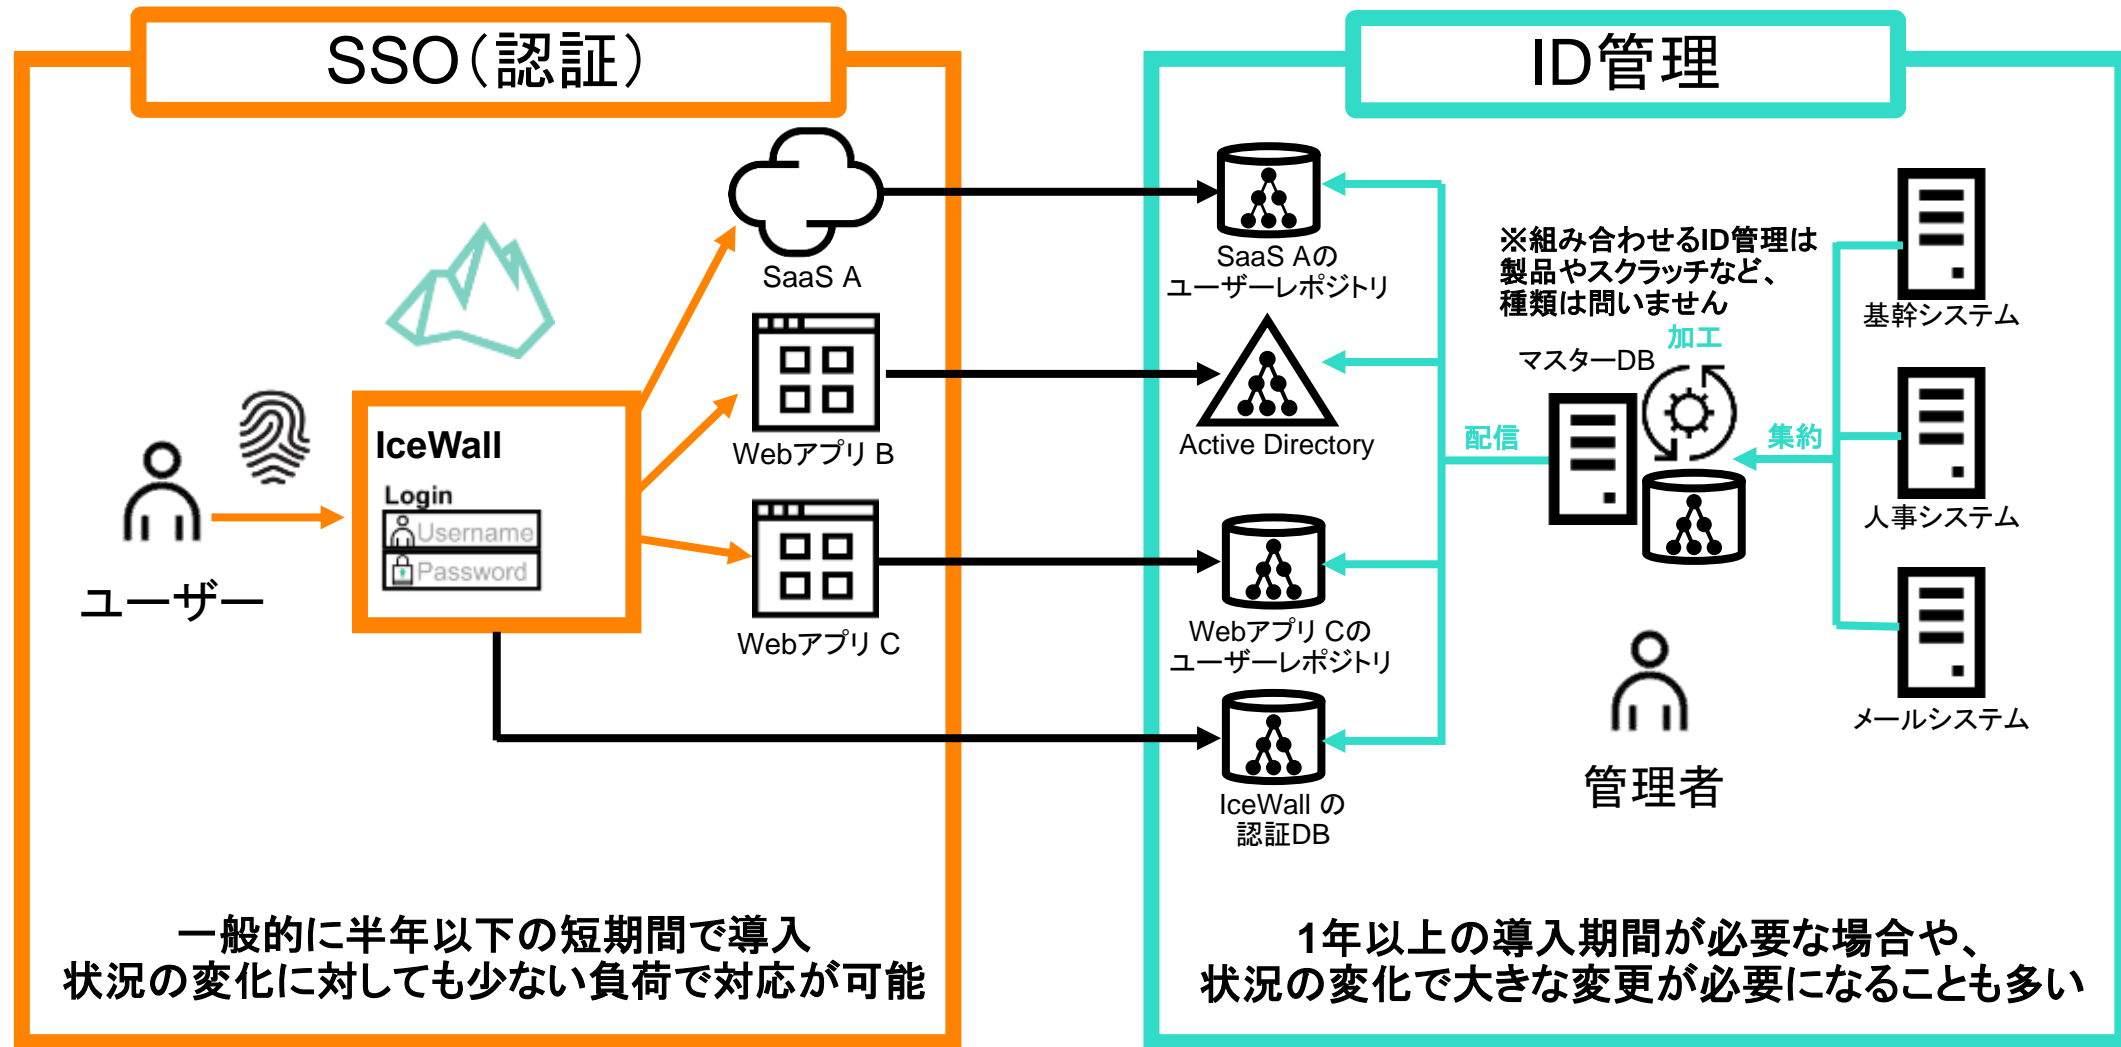 SSO(認証)
SaaS A
IceWall
Login
Username
Password
Webアプリ B
ユーザー
Webアプリ C
一般的に半年以下の短期間で導入
状況の変化に対しても少ない負荷で対応が可能
ID管理
SaaS Aの
ユーザーレポジトリ
※組み合わせるID管理は
製品やスクラッチなど、
種類は問いません
基幹システム
加工
マスターDB
Active Directory
配信
集約
人事システム
Webアプリ Cの
ユーザーレポジトリ
メールシステム
管理者
IceWall の
認証DB
1年以上の導入期間が必要な場合や、
状況の変化で大きな変更が必要になることも多い